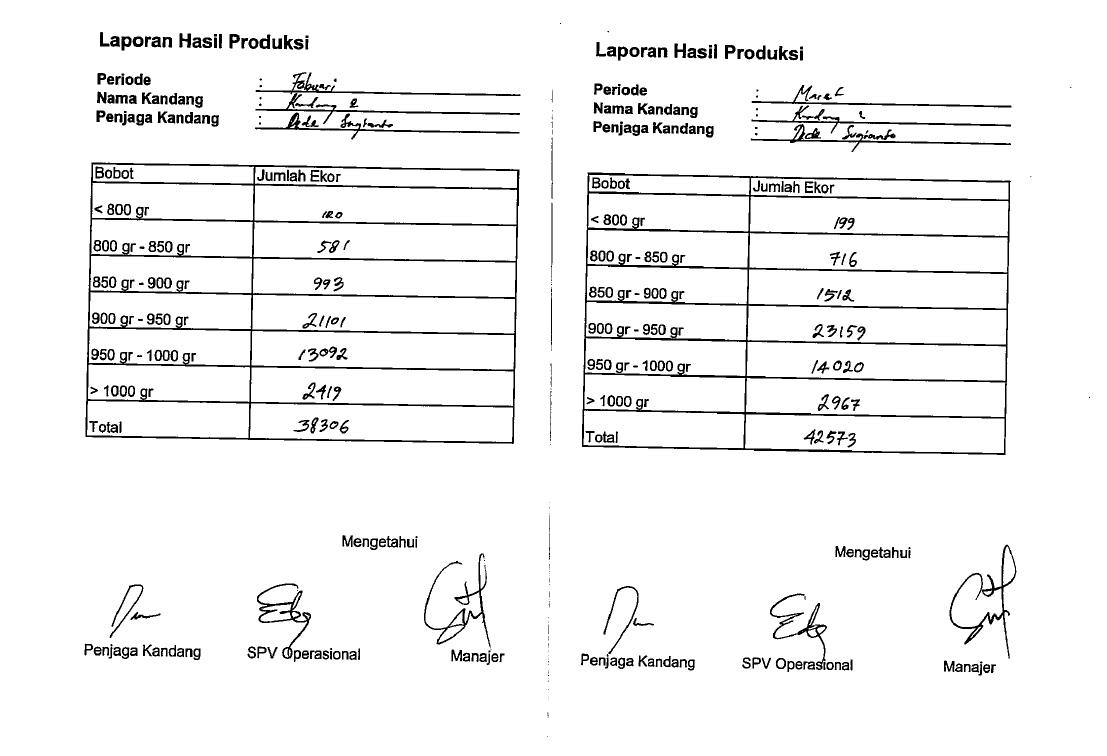 Laporan Hasil Produksi
Periode : Febuari
Nama Kandang : Kandang 2
Penjaga Kandang : Dede Sugianto
Bobot Jumlah Ekor
< 800 gr 120
800 gr - 850 gr 581
850 gr - 900 gr 993
900 gr - 950 gr 21101
950 gr - 1000 gr 13092
> 1000 gr 2419
Total 38306
Mengetahui
Penjaga Kandang SPV Operasional Manajer
Laporan Hasil Produksi
Periode : Maret
Nama Kandang : Kandang 2
Penjaga Kandang : Dede Sugianto
Bobot Jumlah Ekor
< 800 gr 199
800 gr - 850 gr 716
850 gr - 900 gr 1512
900 gr - 950 gr 23159
950 gr - 1000 gr 14020
> 1000 gr 2967
Total 42573
Mengetahui
Penjaga Kandang SPV Operasional Manajer